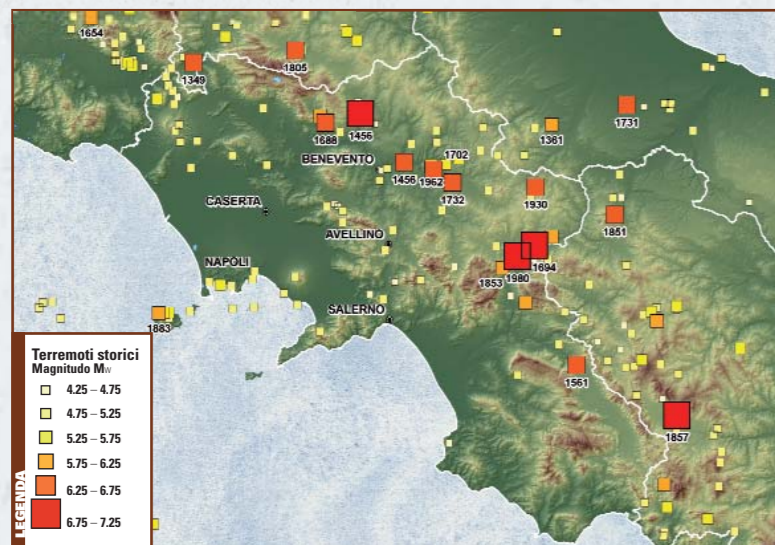 1654
1349
1805
1688
1456
1361
1731
BENEVENTO
1456
1702
1962
1732
1930
CASERTA
1851
AVELLINO
1694
1980
NAPOLI
1853
SALERNO
1883
1561
1857
LEGENDA
Terremoti storici
Magnitudo Mw
4.25 – 4.75
4.75 – 5.25
5.25 – 5.75
5.75 – 6.25
6.25 – 6.75
6.75 – 7.25